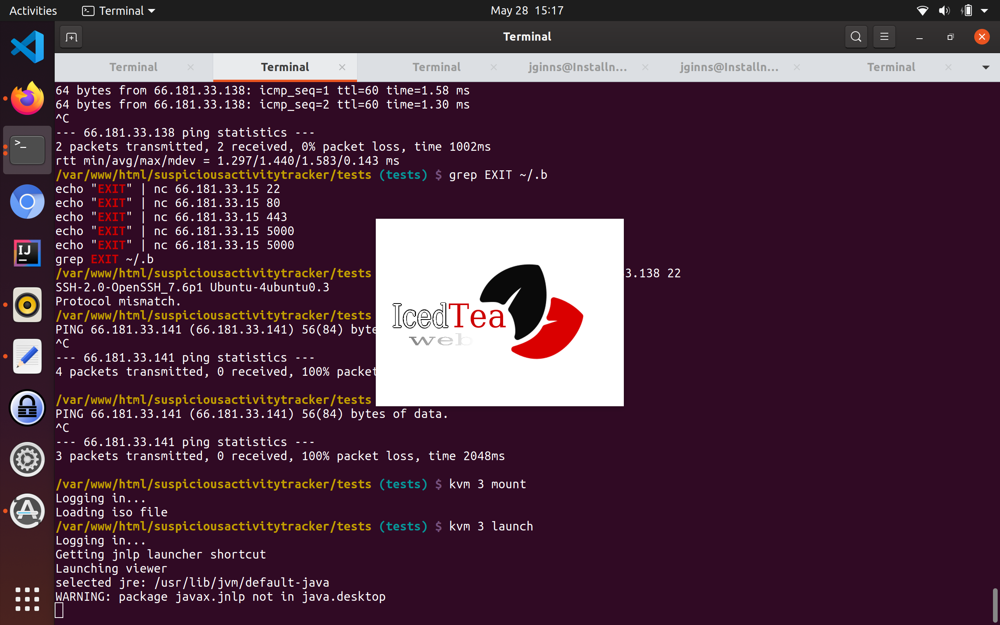 Activities
Terminal
May 28 15:17
Terminal
Terminal
Terminal
Terminal
jginns@Installn...
jginns@Installn...
Terminal
64 bytes from 66.181.33.138: icmp_seq=1 ttl=60 time=1.58 ms
64 bytes from 66.181.33.138: icmp_seq=2 ttl=60 time=1.30 ms
^C
--- 66.181.33.138 ping statistics ---
2 packets transmitted, 2 received, 0% packet loss, time 1002ms
rtt min/avg/max/mdev = 1.297/1.440/1.583/0.143 ms
/var/www/html/suspiciousactivitytracker/tests (tests) $ grep EXIT ~/.b
echo "EXIT" | nc 66.181.33.15 22
echo "EXIT" | nc 66.181.33.15 80
echo "EXIT" | nc 66.181.33.15 443
echo "EXIT" | nc 66.181.33.15 5000
echo "EXIT" | nc 66.181.33.15 5000
grep EXIT ~/.b
/var/www/html/suspiciousactivitytracker/tests 3.138 22
SSH-2.0-OpenSSH_7.6p1 Ubuntu-4ubuntu0.3
Protocol mismatch.
/var/www/html/suspiciousactivitytracker/tests
PING 66.181.33.141 (66.181.33.141) 56(84) byte
^C
--- 66.181.33.141 ping statistics ---
4 packets transmitted, 0 received, 100% packet
/var/www/html/suspiciousactivitytracker/tests
PING 66.181.33.141 (66.181.33.141) 56(84) bytes of data.
^C
--- 66.181.33.141 ping statistics ---
3 packets transmitted, 0 received, 100% packet loss, time 2048ms
/var/www/html/suspiciousactivitytracker/tests (tests) $ kvm 3 mount
Logging in...
Loading iso file
/var/www/html/suspiciousactivitytracker/tests (tests) $ kvm 3 launch
Logging in...
Getting jnlp launcher shortcut
Launching viewer
selected jre: /usr/lib/jvm/default-java
WARNING: package javax.jnlp not in java.desktop
IcedTea
web
IJ